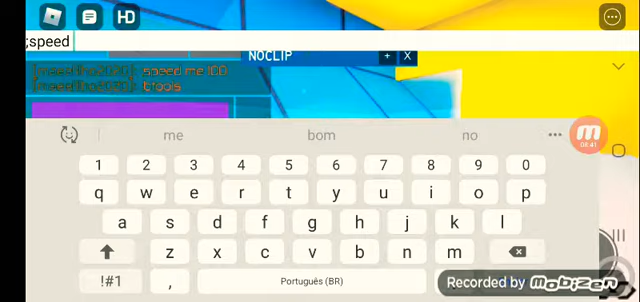 HD
;speed
NOCLIP
+ X
speed me 100
btools
me bom no
1 2 3 4 5 6 7 8 9 0
q w e r t y u i o p
a s d f g h j k l
z x c v b n m
!#1 , Português (BR)
08:41
Recorded by Mobizen